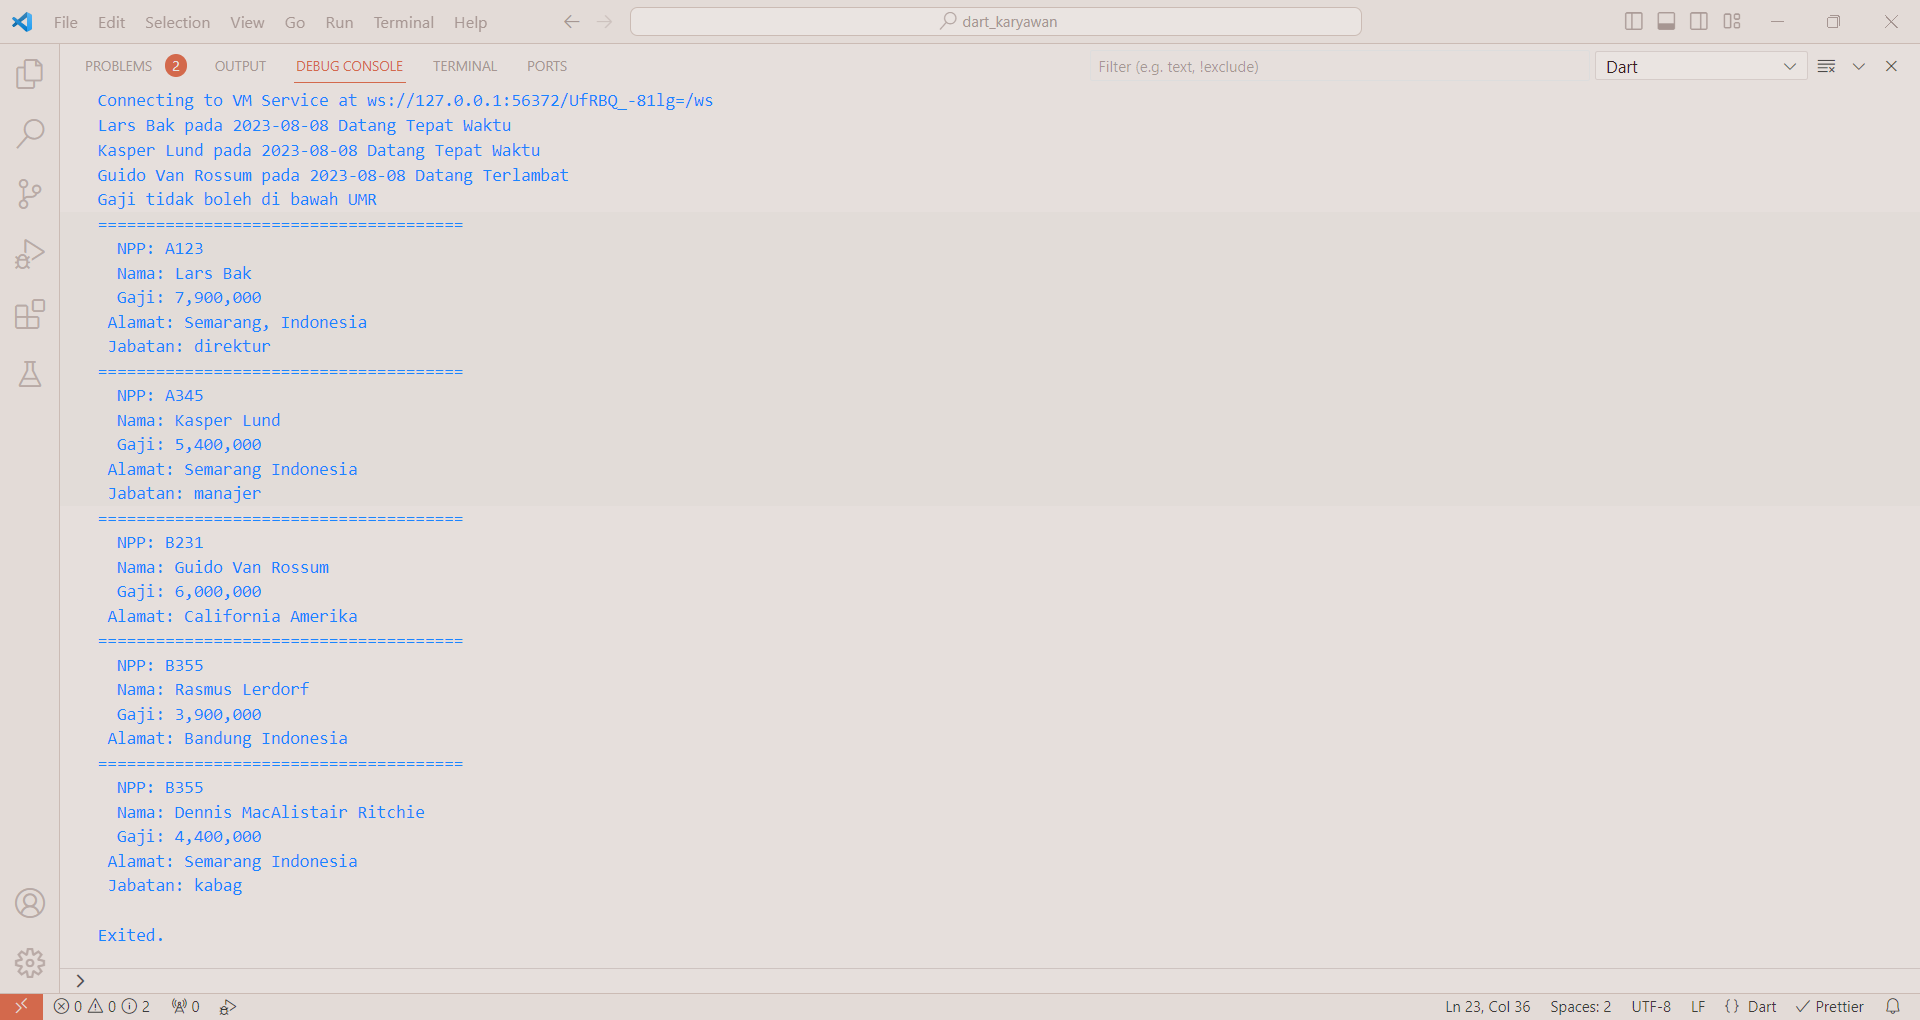 File Edit Selection View Go Run Terminal Help dart_karyawan
PROBLEMS 2 OUTPUT DEBUG CONSOLE TERMINAL PORTS Filter (e.g. text, !exclude) Dart
Connecting to VM Service at ws://127.0.0.1:56372/UfRBQ_-81lg=/ws
Lars Bak pada 2023-08-08 Datang Tepat Waktu
Kasper Lund pada 2023-08-08 Datang Tepat Waktu
Guido Van Rossum pada 2023-08-08 Datang Terlambat
Gaji tidak boleh di bawah UMR
======================================
NPP: A123
Nama: Lars Bak
Gaji: 7,900,000
Alamat: Semarang, Indonesia
Jabatan: direktur
======================================
NPP: A345
Nama: Kasper Lund
Gaji: 5,400,000
Alamat: Semarang Indonesia
Jabatan: manajer
======================================
NPP: B231
Nama: Guido Van Rossum
Gaji: 6,000,000
Alamat: California Amerika
======================================
NPP: B355
Nama: Rasmus Lerdorf
Gaji: 3,900,000
Alamat: Bandung Indonesia
======================================
NPP: B355
Nama: Dennis MacAlistair Ritchie
Gaji: 4,400,000
Alamat: Semarang Indonesia
Jabatan: kabag
Exited.
>
0 0 2 0 Ln 23, Col 36 Spaces: 2 UTF-8 LF {} Dart Prettier